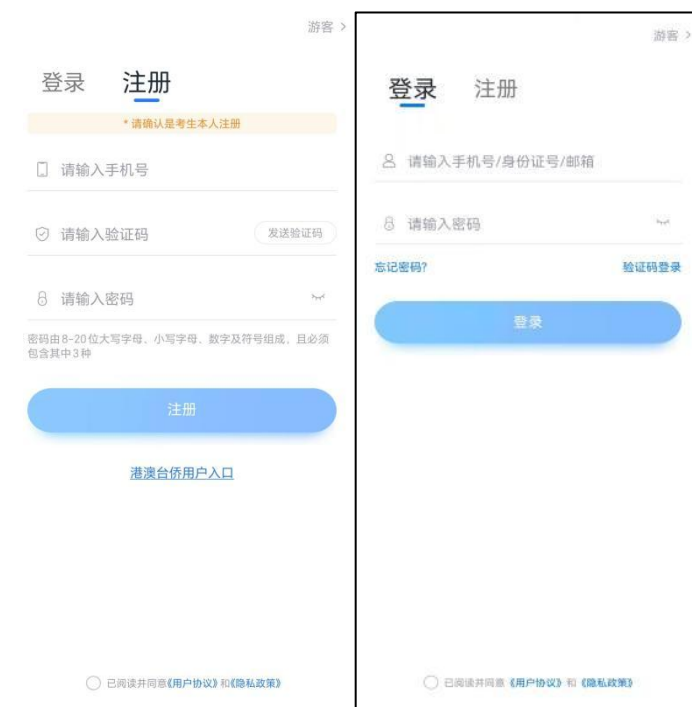 游客 >
登录 注册
* 请确认是考生本人注册
请输入手机号
请输入验证码 发送验证码
请输入密码
密码由8-20位大写字母、小写字母、数字及符号组成，且必须
包含其中3种
注册
港澳台侨用户入口
已阅读并同意《用户协议》和《隐私政策》
游客 >
登录 注册
请输入手机号/身份证号/邮箱
请输入密码
忘记密码? 验证码登录
登录
已阅读并同意《用户协议》和《隐私政策》